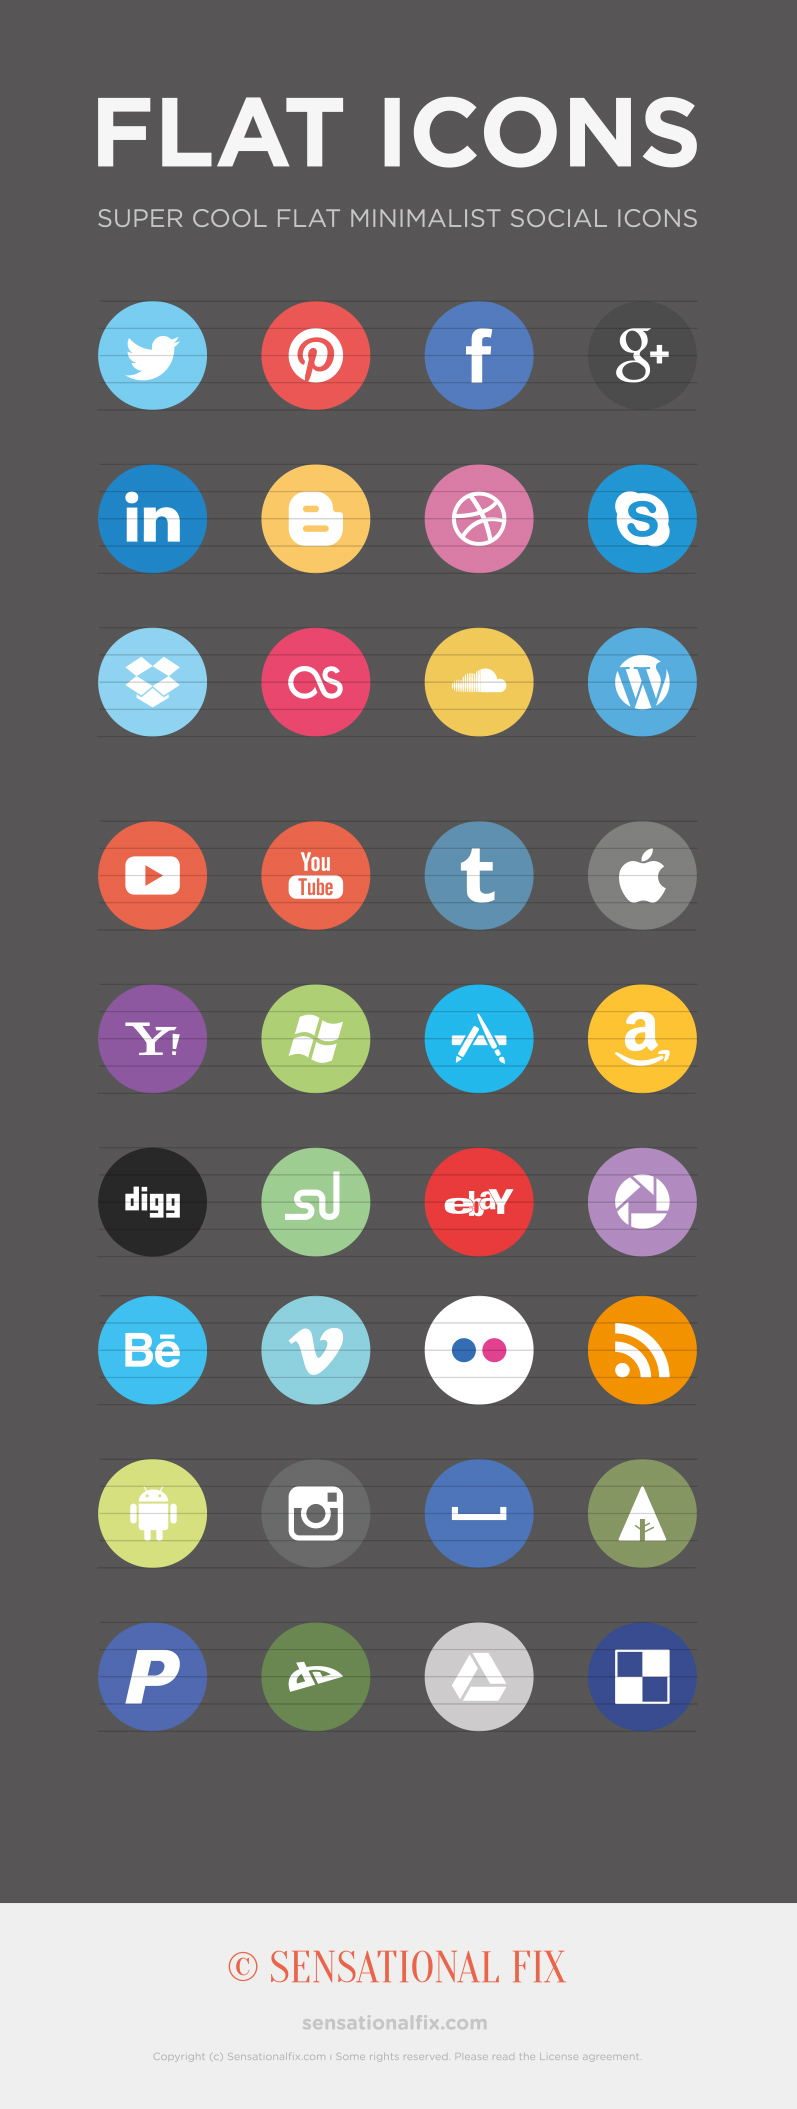 FLAT ICONS
SUPER COOL FLAT MINIMALIST SOCIAL ICONS
f
g+
in
B
S
W
You
Tube
t
Y!
a
digg
ebaY
Bē
v
P
© SENSATIONAL FIX
sensationalfix.com
Copyright (c) Sensationalfix.com ı Some rights reserved. Please read the License agreement.